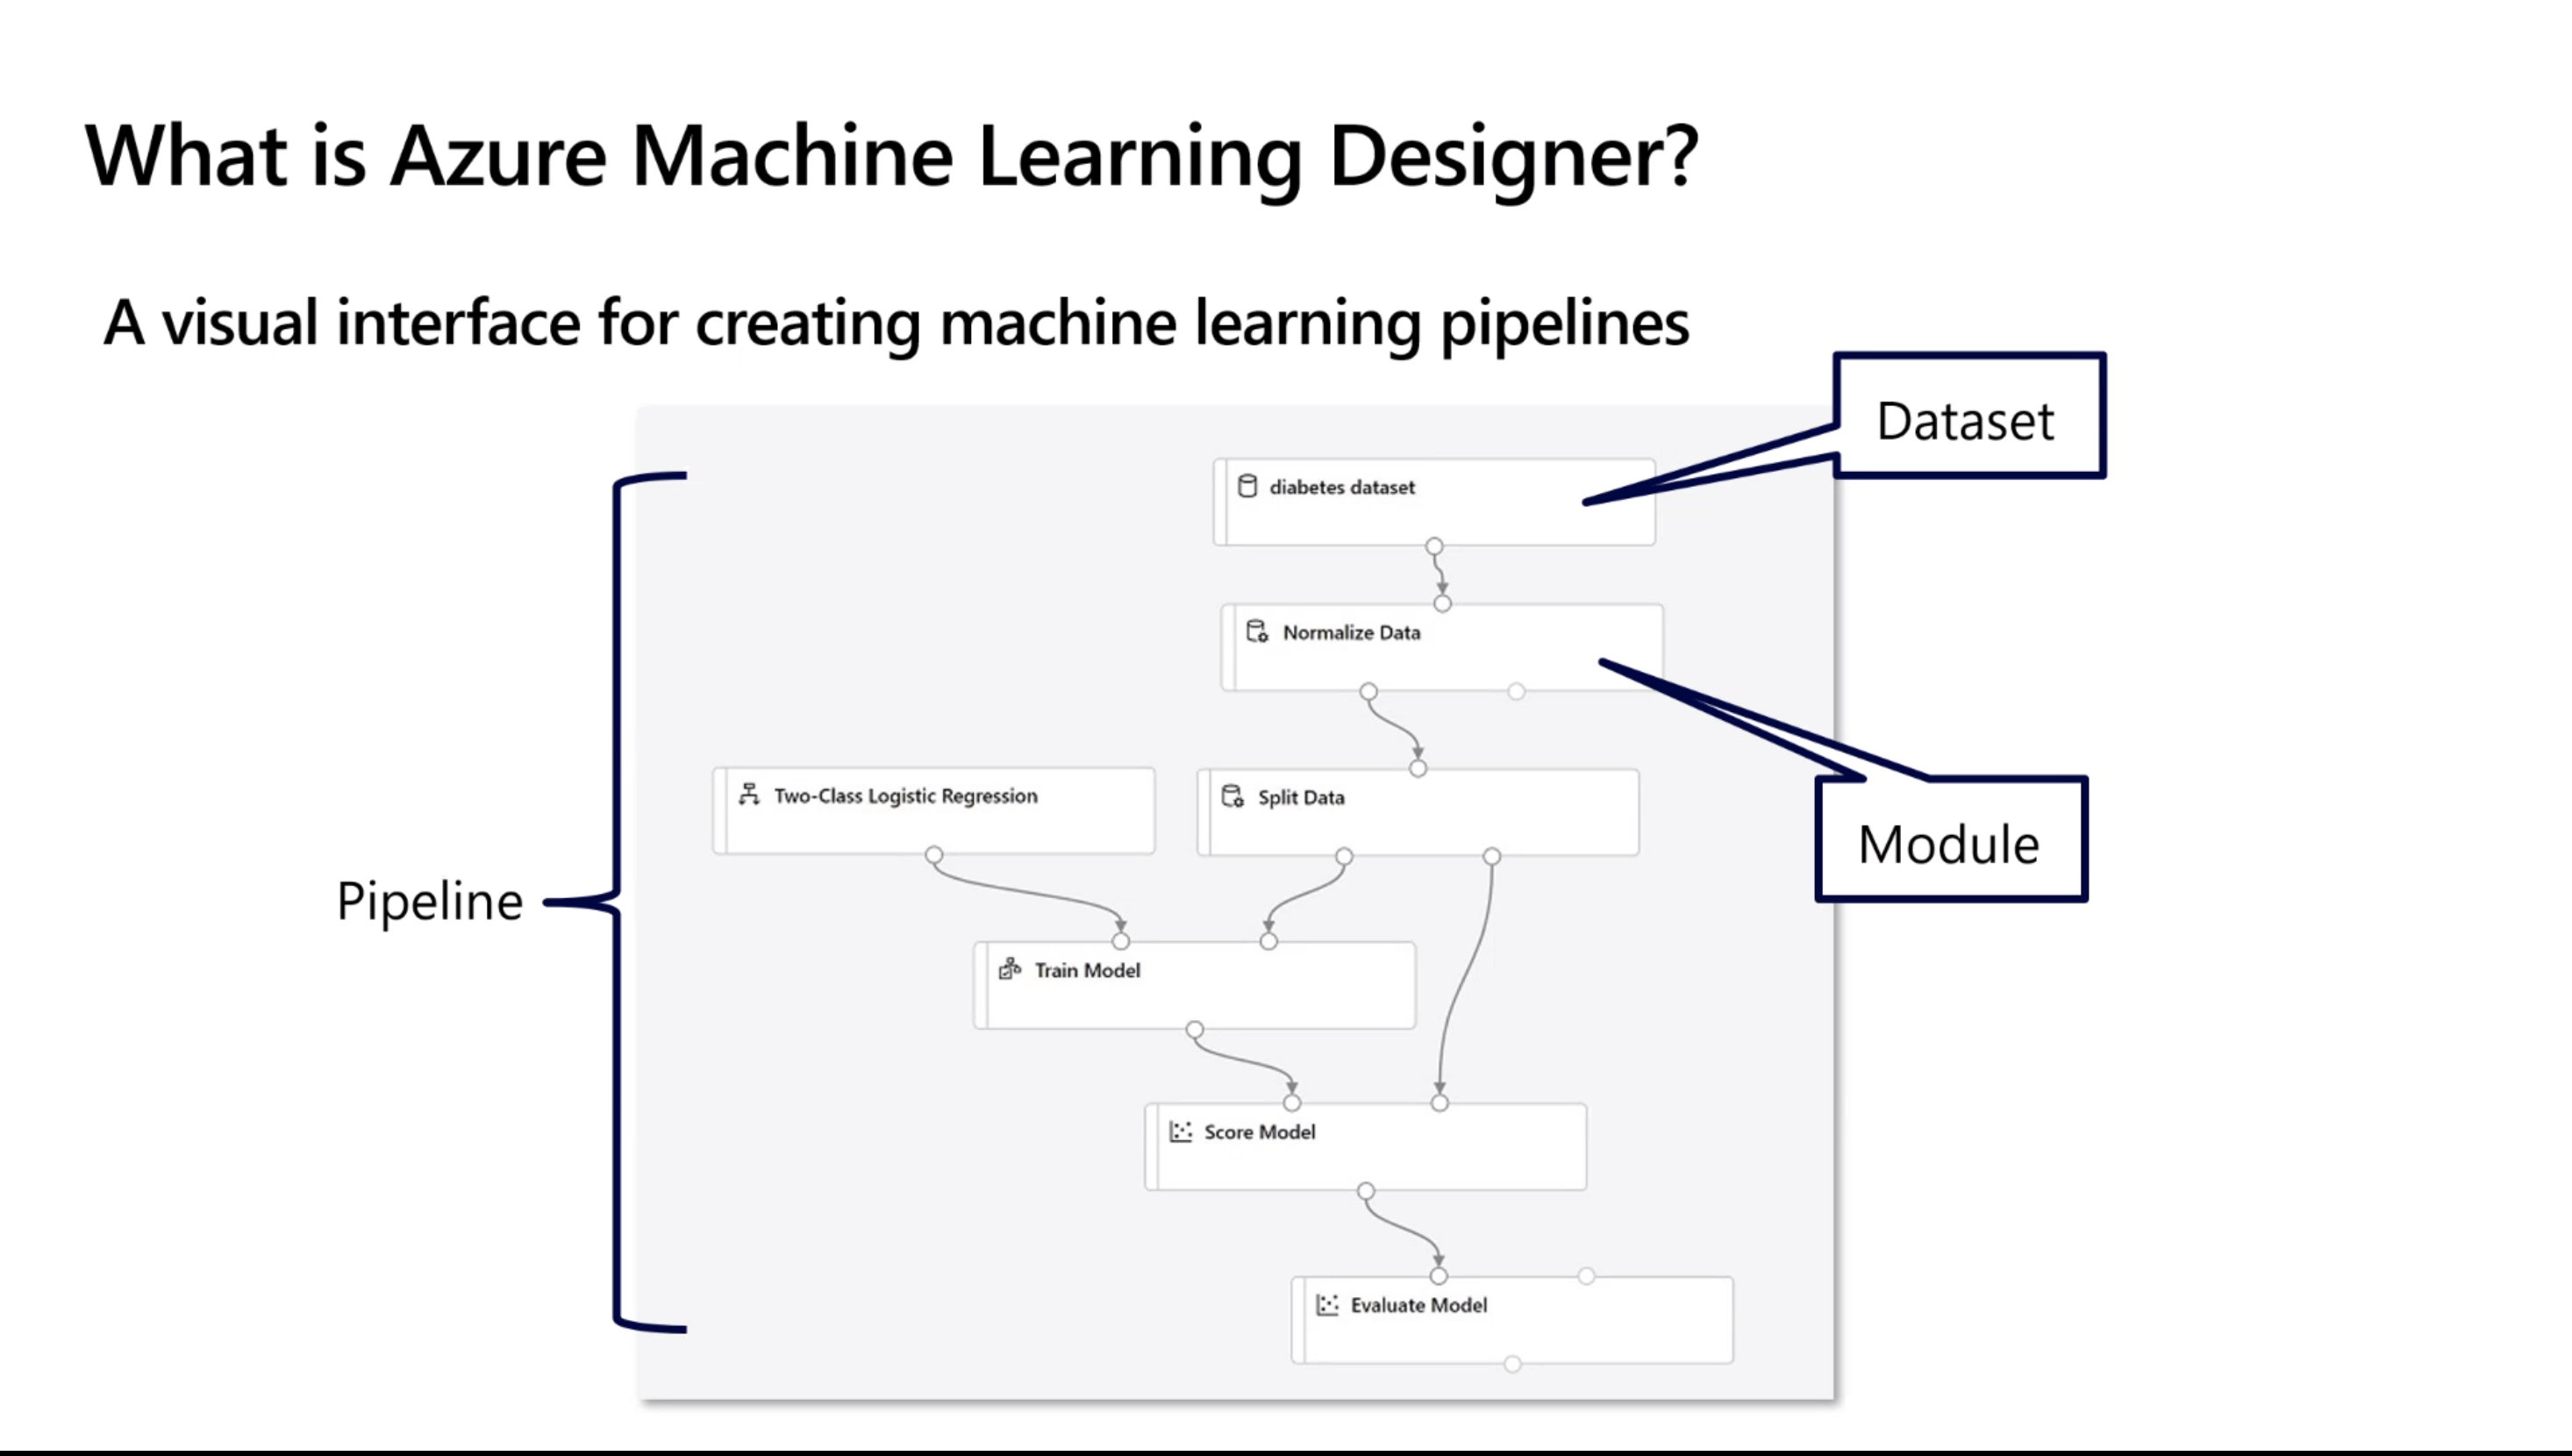 What is Azure Machine Learning Designer?
A visual interface for creating machine learning pipelines
Dataset
diabetes dataset
Normalize Data
Two-Class Logistic Regression
Split Data
Module
Pipeline
Train Model
Score Model
Evaluate Model